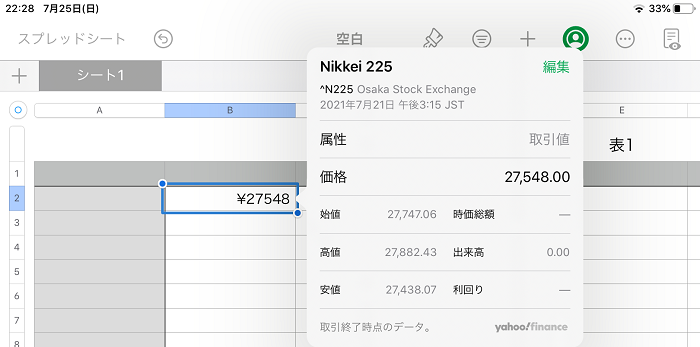 22:28 7月25日(日) 33%
スプレッドシート 空白
シート1
Nikkei 225 編集
^N225 Osaka Stock Exchange
2021年7月21日 午後3:15 JST
A B E
属性 取引値
表1
1
価格 27,548.00
2 ¥27548
始値 27,747.06 時価総額 —
3
4
高値 27,882.43 出来高 0.00
5
6
安値 27,438.07 利回り —
7
取引終了時点のデータ。 yahoo!finance
8